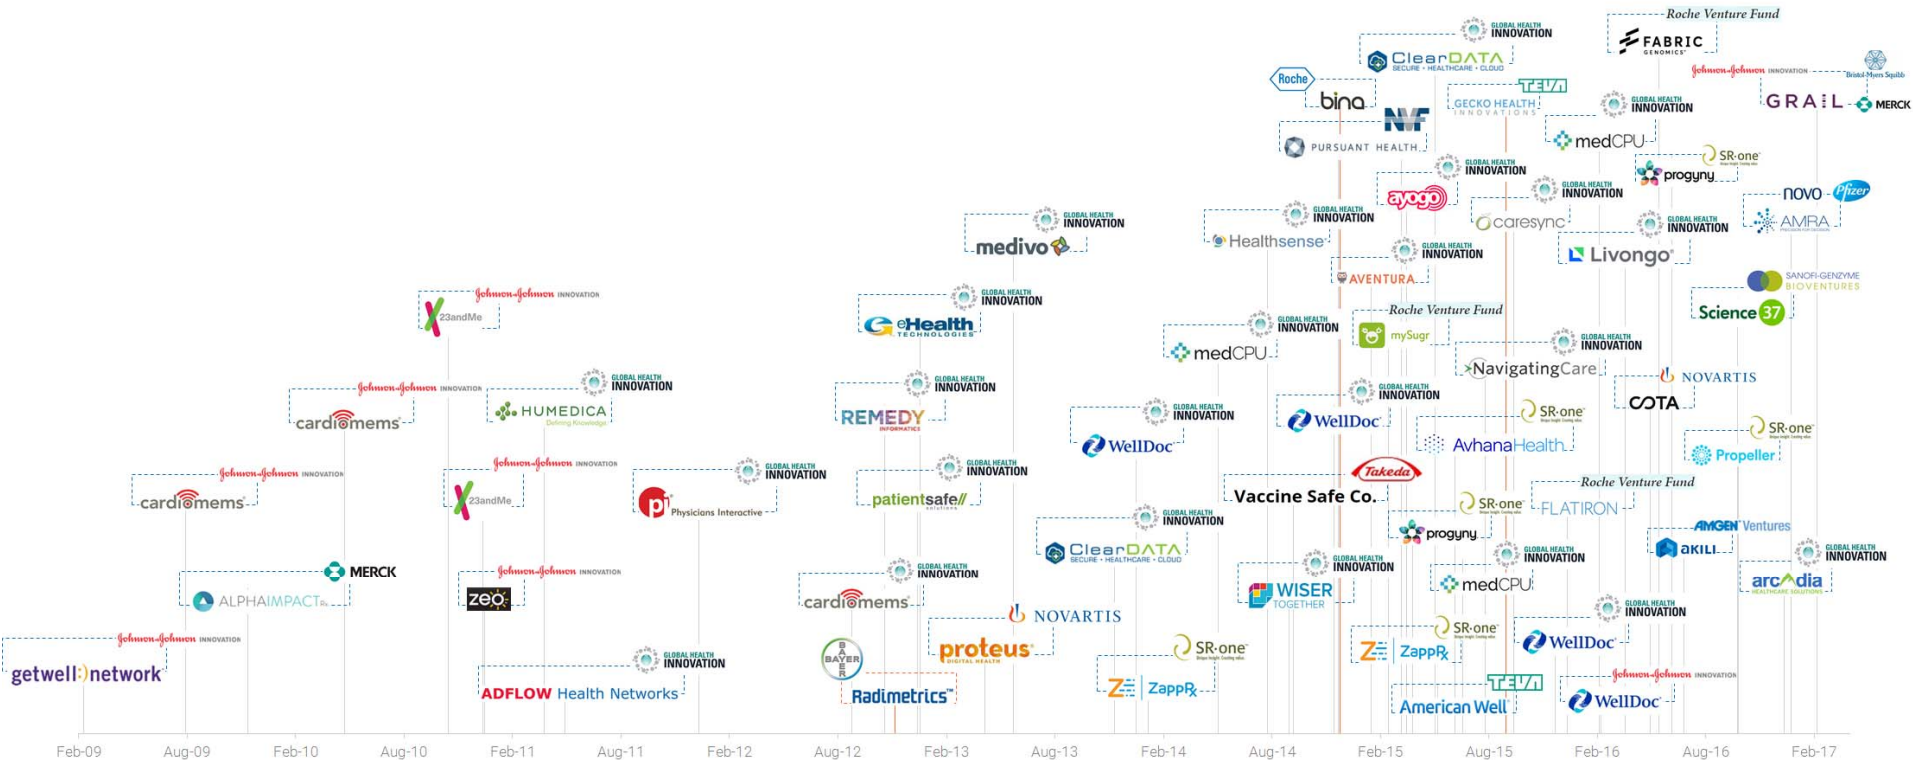 Roche Venture Fund
FABRIC
GENOMICS
GLOBAL HEALTH
INNOVATION
ClearDATA
SECURE • HEALTHCARE • CLOUD
Johnson & Johnson INNOVATION
Bristol-Myers Squibb
GRAIL
MERCK
Roche
bina
TEVA
GECKO HEALTH
INNOVATIONS
GLOBAL HEALTH
INNOVATION
medCPU
NVF
PURSUANT HEALTH
SR·one
progyny
GLOBAL HEALTH
INNOVATION
ayogo
GLOBAL HEALTH
INNOVATION
caresync
novo
Pfizer
AMRA
GLOBAL HEALTH
INNOVATION
medivo
GLOBAL HEALTH
INNOVATION
Healthsense
GLOBAL HEALTH
INNOVATION
Livongo
GLOBAL HEALTH
INNOVATION
AVENTURA
SANOFI-GENZYME
BIOVENTURES
Science 37
Johnson & Johnson INNOVATION
23andMe
GLOBAL HEALTH
INNOVATION
eHealth
TECHNOLOGIES
GLOBAL HEALTH
INNOVATION
medCPU
Roche Venture Fund
mySugr
GLOBAL HEALTH
INNOVATION
NavigatingCare
NOVARTIS
COTA
Johnson & Johnson INNOVATION
cardiomems
GLOBAL HEALTH
INNOVATION
HUMEDICA
Defining Knowledge
GLOBAL HEALTH
INNOVATION
REMEDY
INFORMATICS
GLOBAL HEALTH
INNOVATION
WellDoc
GLOBAL HEALTH
INNOVATION
WellDoc
SR·one
AvhanaHealth
SR·one
Propeller
Johnson & Johnson INNOVATION
cardiomems
Johnson & Johnson INNOVATION
23andMe
GLOBAL HEALTH
INNOVATION
pi
Physicians Interactive
GLOBAL HEALTH
INNOVATION
patientsafe//
solutions
Takeda
Vaccine Safe Co.
SR·one
progyny
Roche Venture Fund
FLATIRON
GLOBAL HEALTH
INNOVATION
ClearDATA
SECURE • HEALTHCARE • CLOUD
AMGEN Ventures
AKILI
MERCK
ALPHAIMPACTRx
Johnson & Johnson INNOVATION
zeo
GLOBAL HEALTH
INNOVATION
cardiomems
GLOBAL HEALTH
INNOVATION
WISER
TOGETHER
GLOBAL HEALTH
INNOVATION
medCPU
GLOBAL HEALTH
INNOVATION
arcadia
HEALTHCARE SOLUTIONS
Johnson & Johnson INNOVATION
getwell:)network
GLOBAL HEALTH
INNOVATION
ADFLOW Health Networks
BAYER
BAYER
Radimetrics™
NOVARTIS
proteus
DIGITAL HEALTH
SR·one
ZappRx
SR·one
ZappRx
GLOBAL HEALTH
INNOVATION
WellDoc
TEVA
American Well
Johnson & Johnson INNOVATION
WellDoc
Feb-09 Aug-09 Feb-10 Aug-10 Feb-11 Aug-11 Feb-12 Aug-12 Feb-13 Aug-13 Feb-14 Aug-14 Feb-15 Aug-15 Feb-16 Aug-16 Feb-17